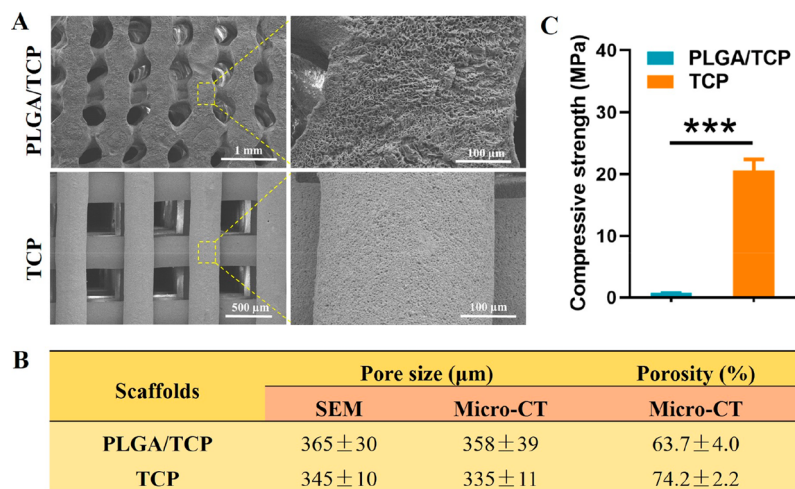 A
PLGA/TCP
1 mm
100 µm
TCP
500 µm
100 µm
C
Compressive strength (MPa)
40
30
20
10
0
PLGA/TCP
TCP
***
B
Scaffolds
Pore size (µm)
Porosity (%)
SEM
Micro-CT
Micro-CT
PLGA/TCP
365±30
358±39
63.7±4.0
TCP
345±10
335±11
74.2±2.2